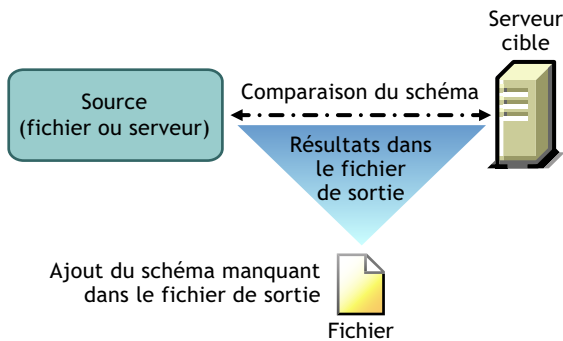 Serveur
cible
Source
(fichier ou serveur)
Comparaison du schéma
Résultats dans
le fichier
de sortie
Ajout du schéma manquant
dans le fichier de sortie
Fichier